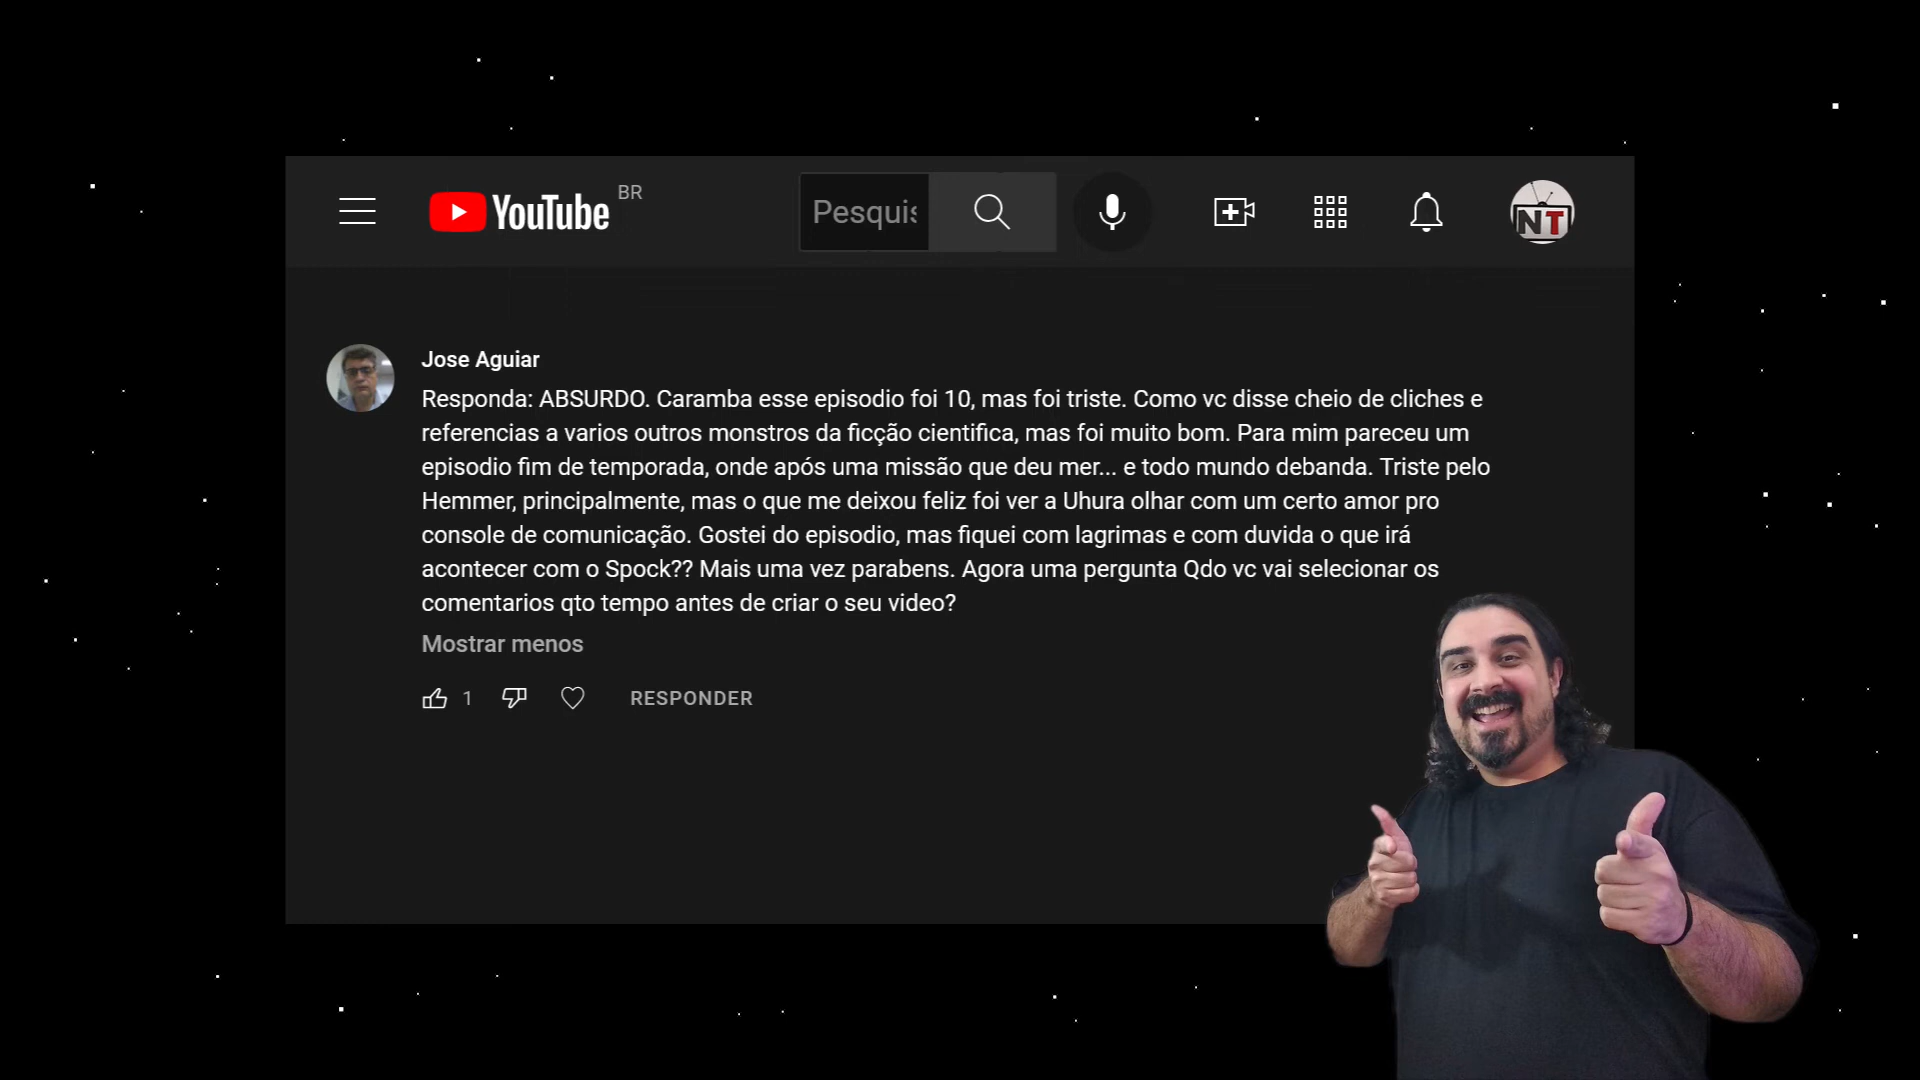 YouTube BR
Pesquis
NT
Jose Aguiar
Responda: ABSURDO. Caramba esse episodio foi 10, mas foi triste. Como vc disse cheio de cliches e
referencias a varios outros monstros da ficção cientifica, mas foi muito bom. Para mim pareceu um
episodio fim de temporada, onde após uma missão que deu mer... e todo mundo debanda. Triste pelo
Hemmer, principalmente, mas o que me deixou feliz foi ver a Uhura olhar com um certo amor pro
console de comunicação. Gostei do episodio, mas fiquei com lagrimas e com duvida o que irá
acontecer com o Spock?? Mais uma vez parabens. Agora uma pergunta Qdo vc vai selecionar os
comentarios qto tempo antes de criar o seu video?
Mostrar menos
1
RESPONDER